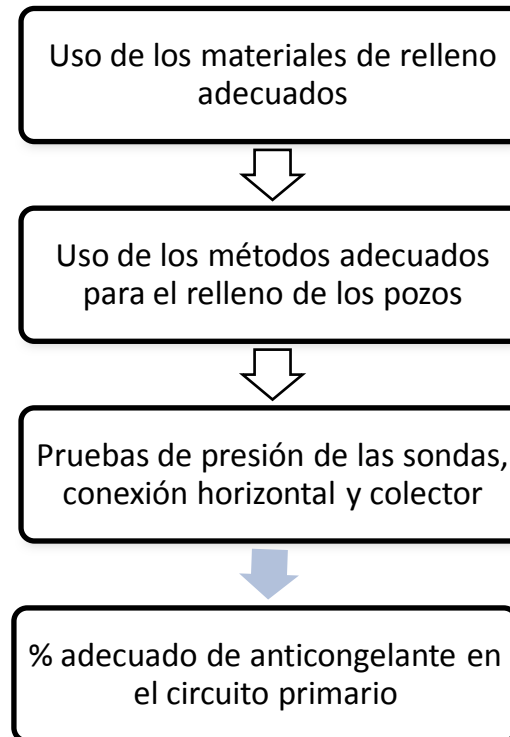 Uso de los materiales de relleno
adecuados
Uso de los métodos adecuados
para el relleno de los pozos
Pruebas de presión de las sondas,
conexión horizontal y colector
% adecuado de anticongelante en
el circuito primario